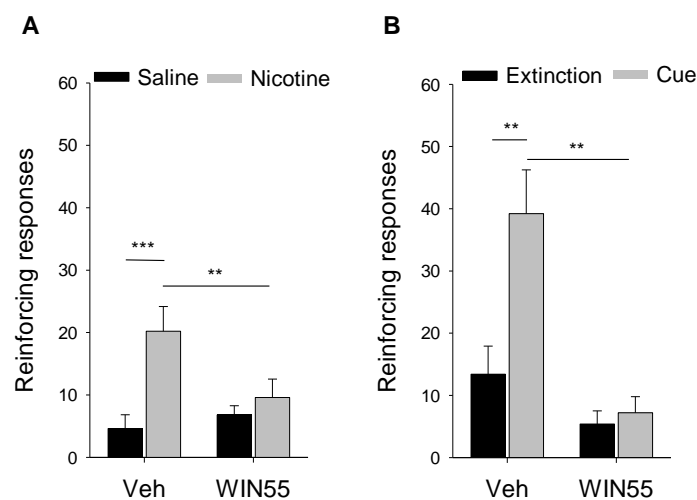 A
Saline Nicotine
60
50
40
30
20
10
0
Reinforcing responses
***
**
Veh WIN55
B
Extinction Cue
60
50
40
30
20
10
0
Reinforcing responses
**
**
Veh WIN55